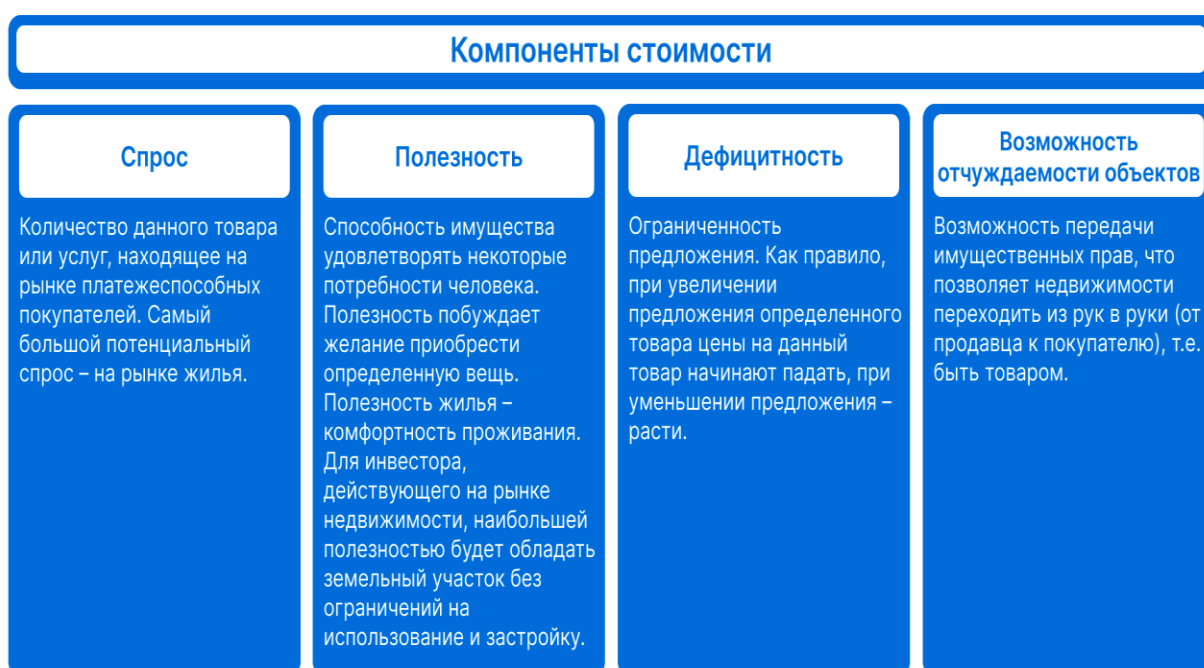 Компоненты стоимости
Спрос
Количество данного товара
или услуг, находящее на
рынке платежеспособных
покупателей. Самый
большой потенциальный
спрос – на рынке жилья.
Полезность
Способность имущества
удовлетворять некоторые
потребности человека.
Полезность побуждает
желание приобрести
определенную вещь.
Полезность жилья –
комфортность проживания.
Для инвестора,
действующего на рынке
недвижимости, наибольшей
полезностью будет обладать
земельный участок без
ограничений на
использование и застройку.
Дефицитность
Ограниченность
предложения. Как правило,
при увеличении
предложения определенного
товара цены на данный
товар начинают падать, при
уменьшении предложения –
расти.
Возможность
отчуждаемости объектов
Возможность передачи
имущественных прав, что
позволяет недвижимости
переходить из рук в руки (от
продавца к покупателю), т.е.
быть товаром.